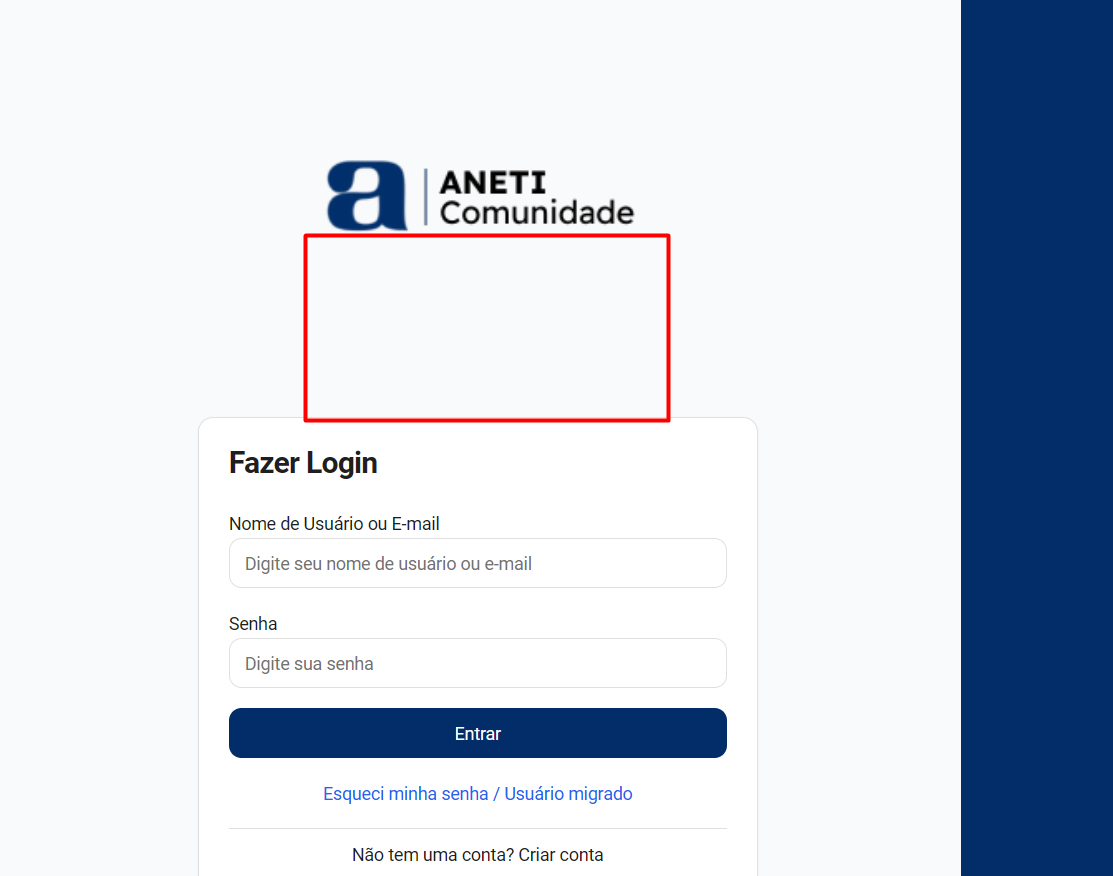 a
ANETI
Comunidade
Fazer Login
Nome de Usuário ou E-mail
Digite seu nome de usuário ou e-mail
Senha
Digite sua senha
Entrar
Esqueci minha senha / Usuário migrado
Não tem uma conta? Criar conta